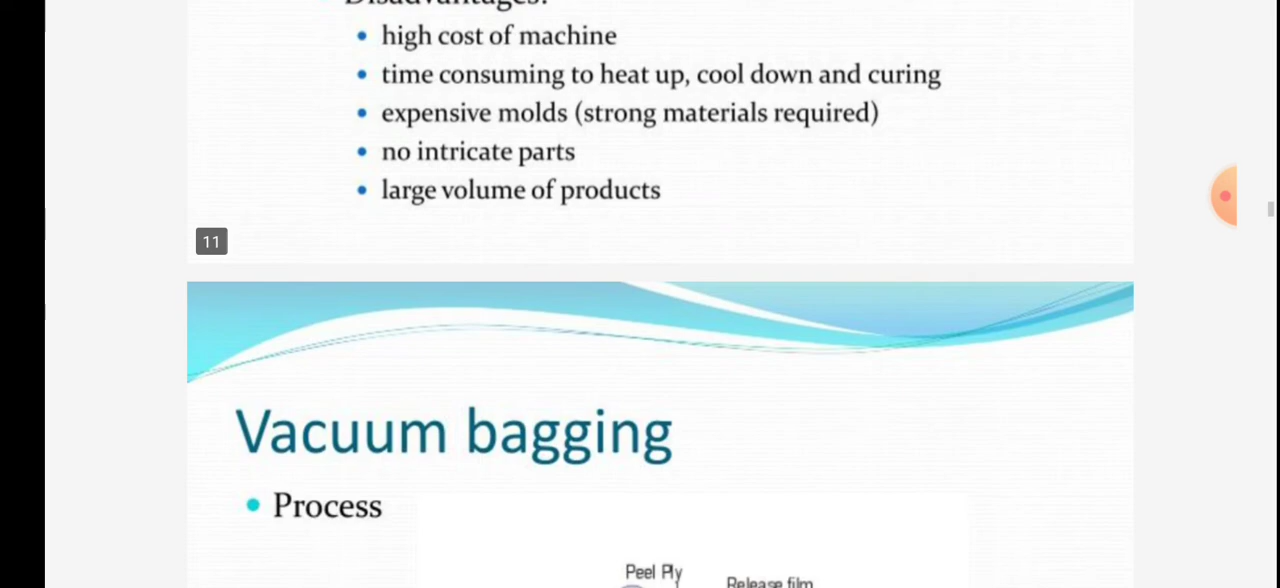 Disadvantages:
• high cost of machine
• time consuming to heat up, cool down and curing
• expensive molds (strong materials required)
• no intricate parts
• large volume of products
11
Vacuum bagging
• Process
Peel Ply
Release film